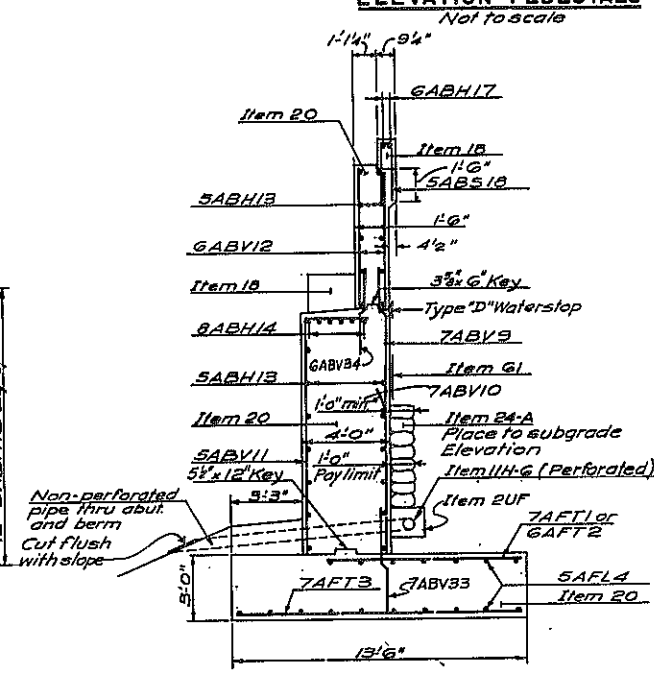 Not to scale
1'-1¼"
9¼"
6ABH17
Item 20
Item 18
1'-6"
5ABS18
5ABH13
1'-6"
6ABV12
4½"
Item 18
3⅝"x 6" Key
Type "D" Waterstop
8ABH14
7ABV9
6ABV34
Item 61
5ABH13
7ABV10
1'-0" min
Item 20
4'-0"
Item 24-A
Place to subgrade
Elevation
5ABV11
1'-0"
Pay limit
5½" x 12" Key
Item 11H-6 (Perforated)
3'-3"
Item 2UF
Non-perforated
pipe thru abut.
and berm
Cut flush
with slope
7AFT1 or
6AFT2
3'-0"
7AFT3
7ABV33
5AFL4
Item 20
13'-6"